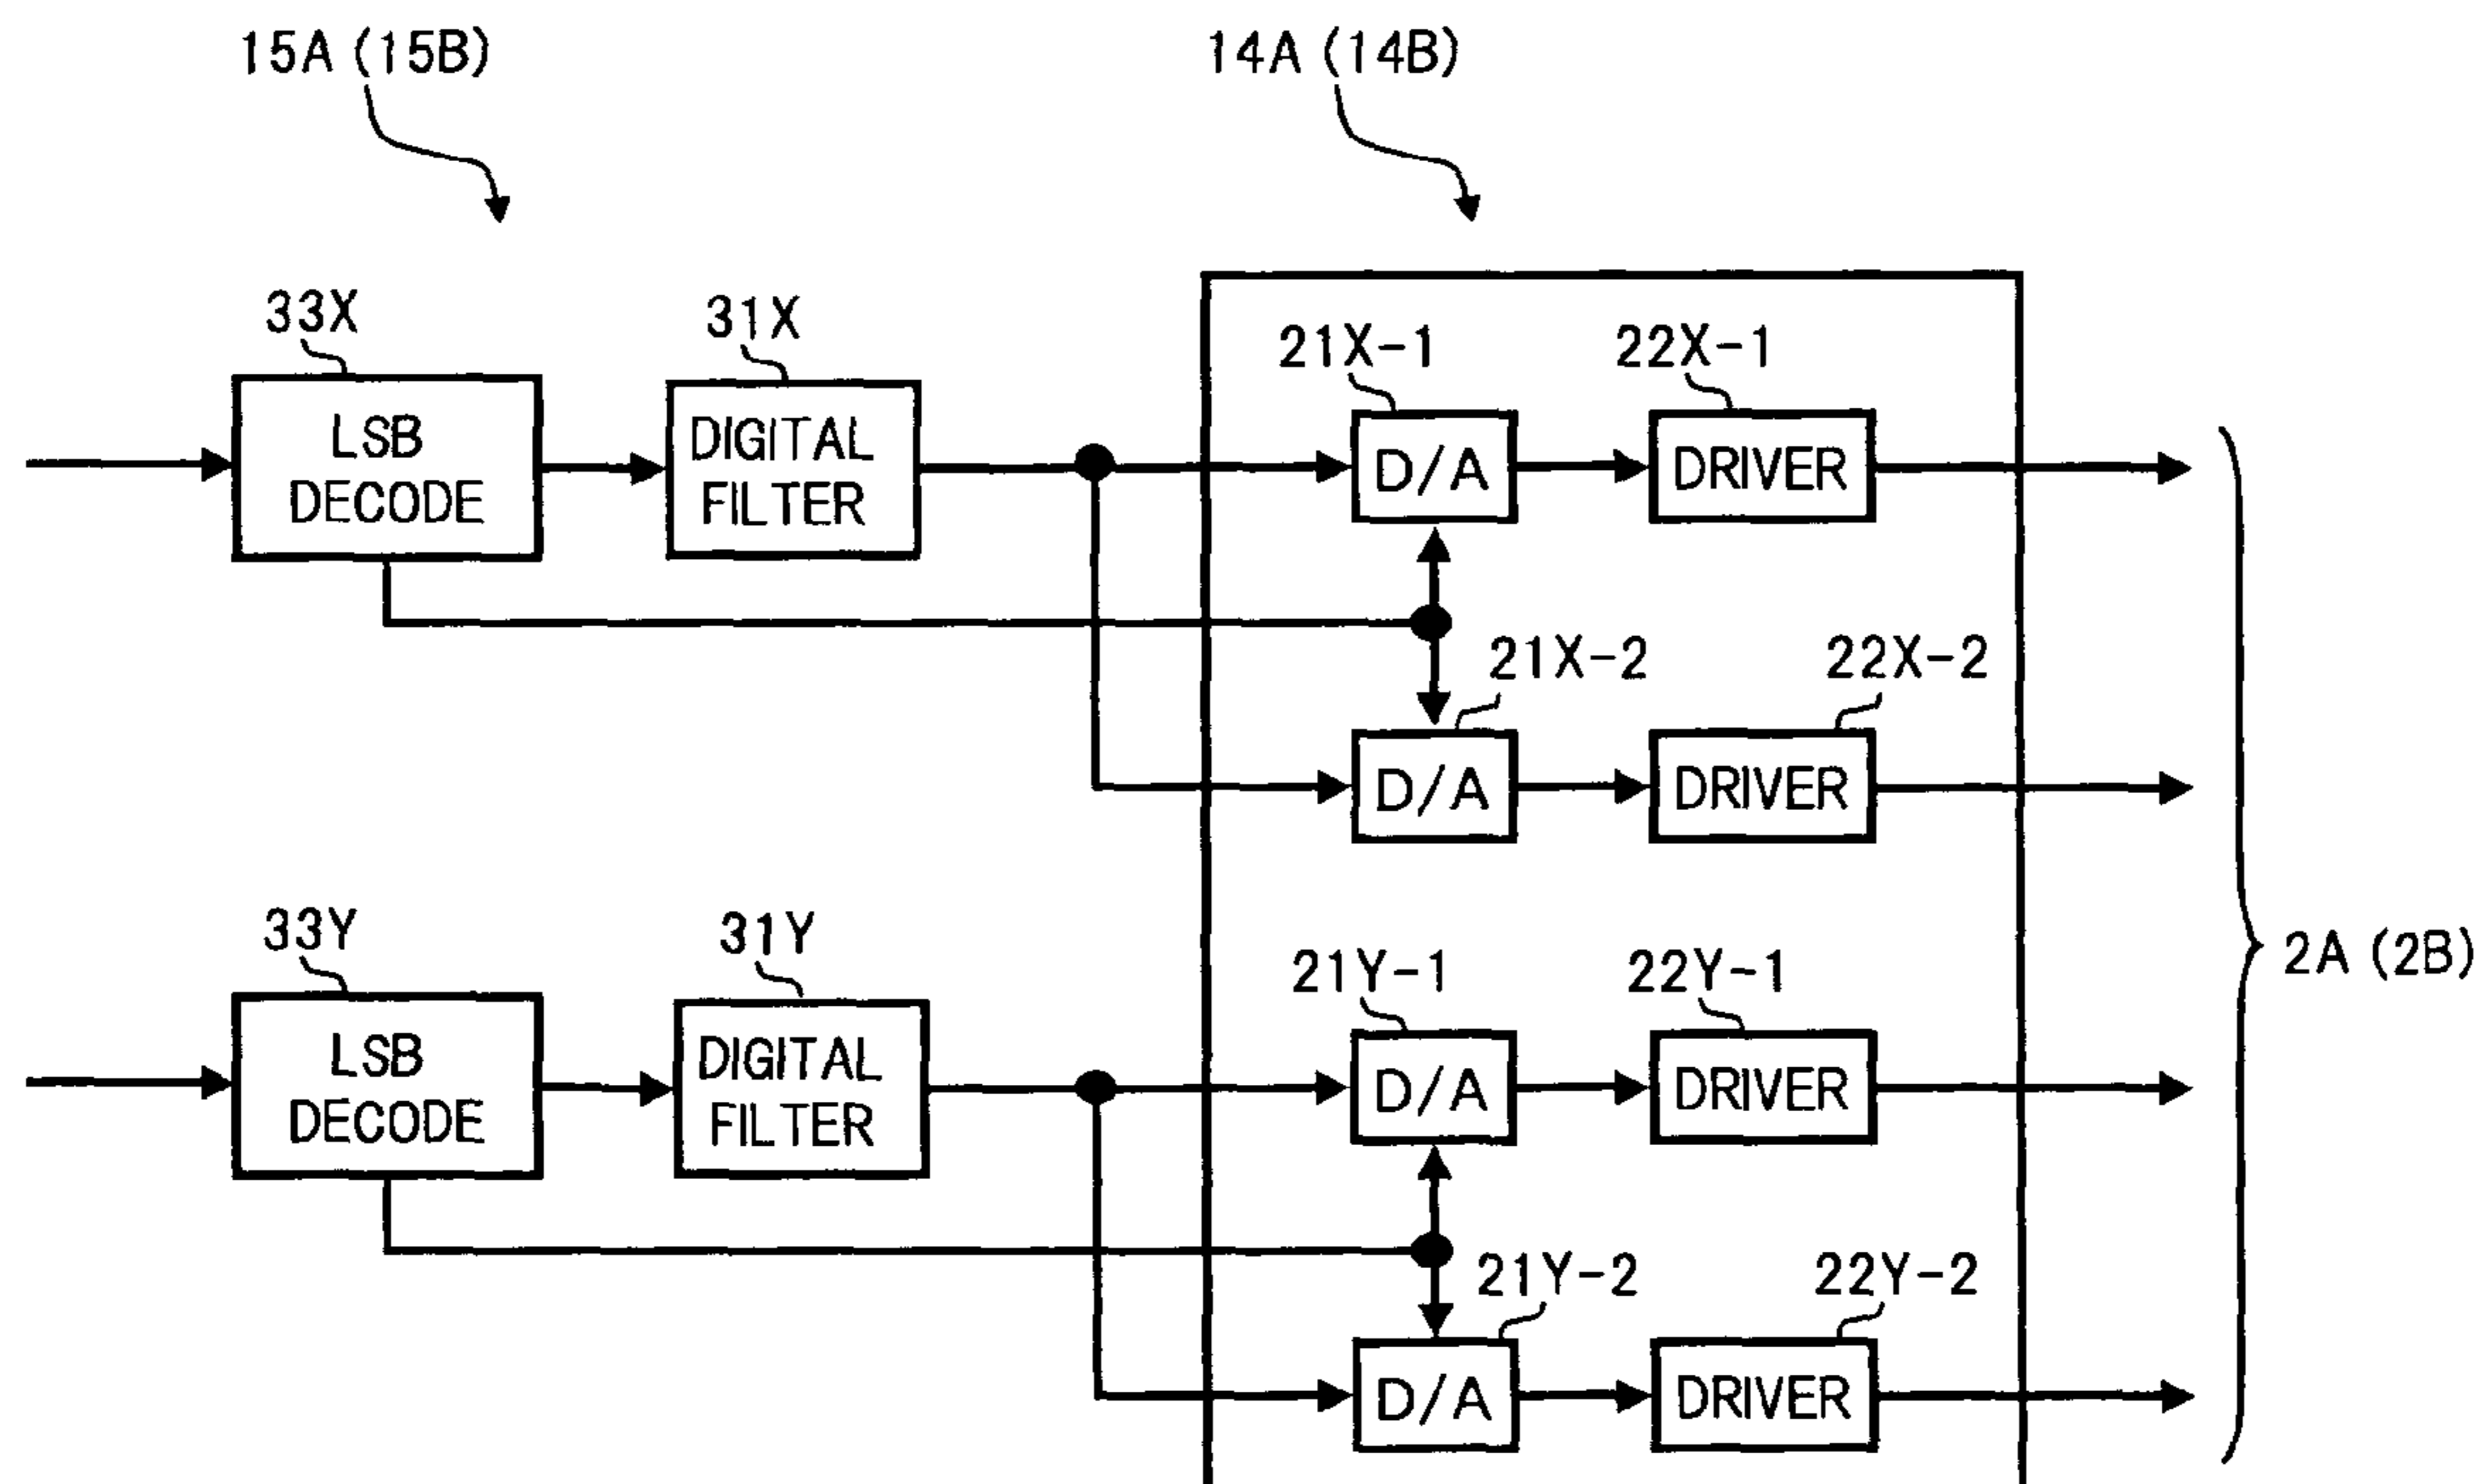 15A (15B)
14A (14B)
33X
31X
21X-1
22X-1
LSB
DECODE
DIGITAL
FILTER
D/A
DRIVER
21X-2
22X-2
D/A
DRIVER
33Y
31Y
21Y-1
22Y-1
2A (2B)
LSB
DECODE
DIGITAL
FILTER
D/A
DRIVER
21Y-2
22Y-2
D/A
DRIVER